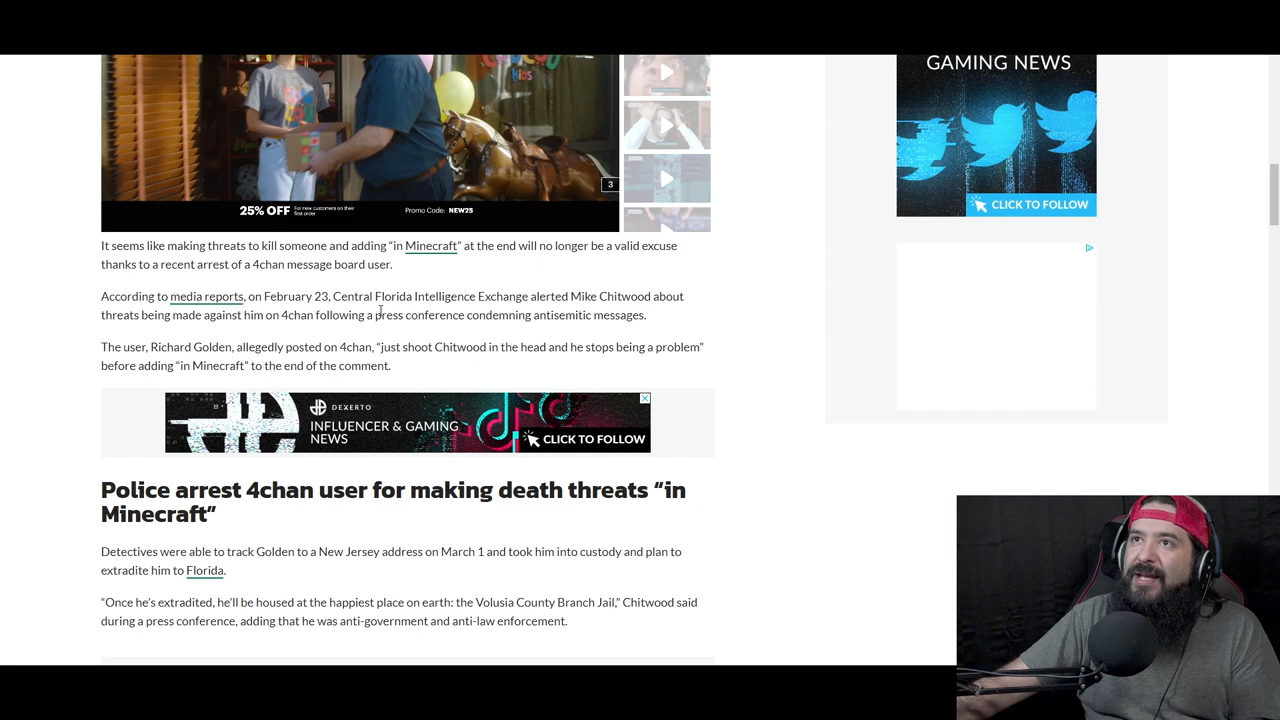 kids
3
25% OFF For new customers on their first order Promo Code: NEW25
GAMING NEWS
CLICK TO FOLLOW
It seems like making threats to kill someone and adding “in Minecraft” at the end will no longer be a valid excuse
thanks to a recent arrest of a 4chan message board user.
According to media reports, on February 23, Central Florida Intelligence Exchange alerted Mike Chitwood about
threats being made against him on 4chan following a press conference condemning antisemitic messages.
The user, Richard Golden, allegedly posted on 4chan, “just shoot Chitwood in the head and he stops being a problem”
before adding “in Minecraft” to the end of the comment.
DEXERTO
INFLUENCER & GAMING
NEWS
CLICK TO FOLLOW
Police arrest 4chan user for making death threats “in
Minecraft”
Detectives were able to track Golden to a New Jersey address on March 1 and took him into custody and plan to
extradite him to Florida.
“Once he’s extradited, he’ll be housed at the happiest place on earth: the Volusia County Branch Jail,” Chitwood said
during a press conference, adding that he was anti-government and anti-law enforcement.